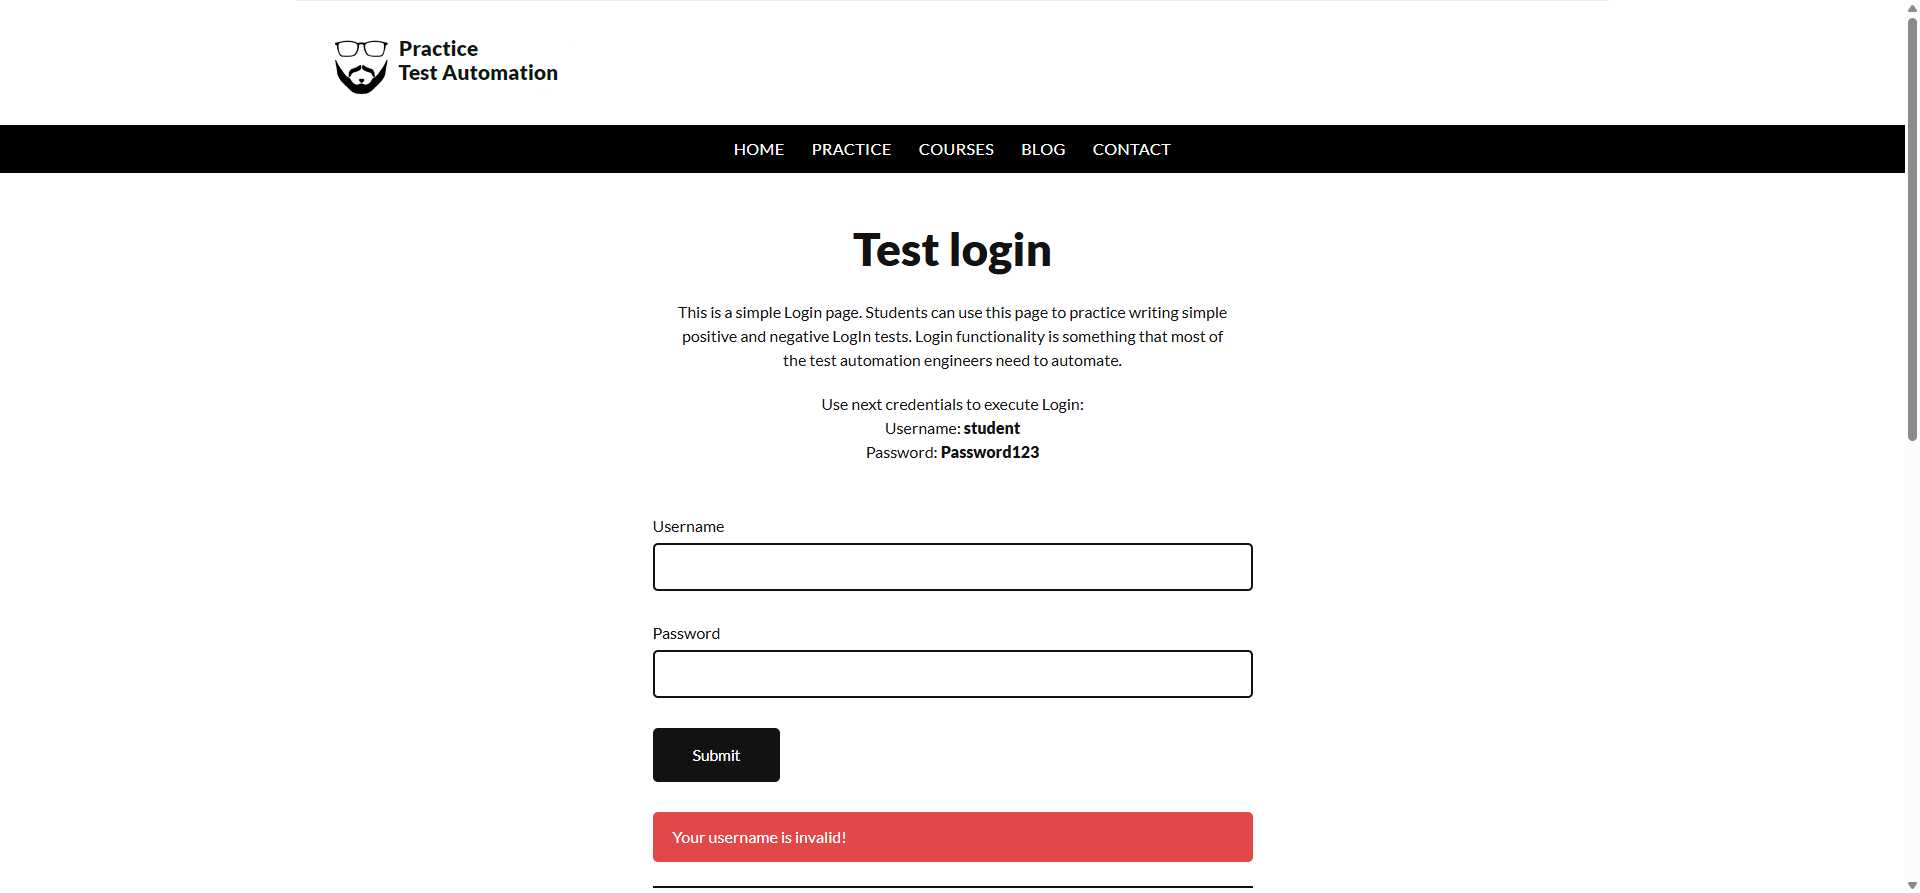 Practice
Test Automation
HOME PRACTICE COURSES BLOG CONTACT
Test login
This is a simple Login page. Students can use this page to practice writing simple
positive and negative LogIn tests. Login functionality is something that most of
the test automation engineers need to automate.
Use next credentials to execute Login:
Username: student
Password: Password123
Username
Password
Submit
Your username is invalid!